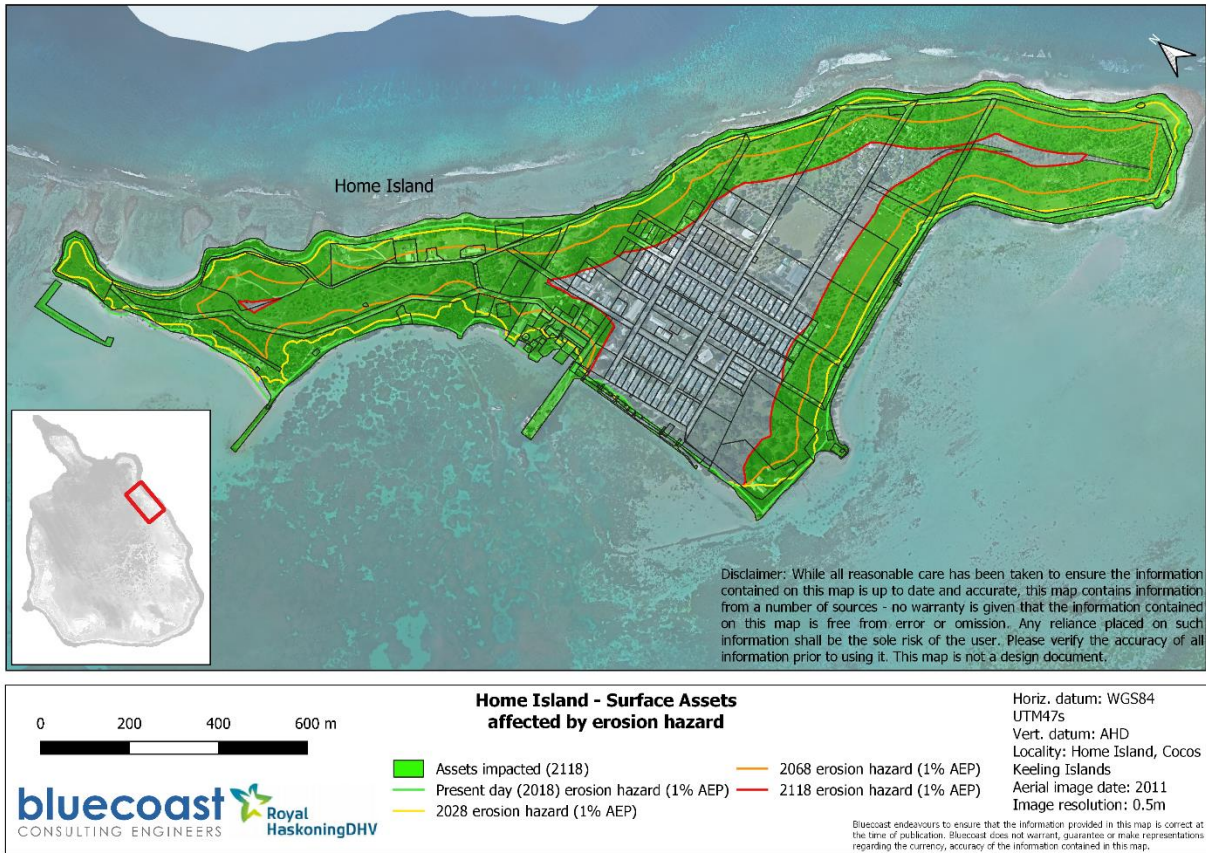 N
Home Island
Disclaimer: While all reasonable care has been taken to ensure the information
contained on this map is up to date and accurate, this map contains information
from a number of sources - no warranty is given that the information contained
on this map is free from error or omission. Any reliance placed on such
information shall be the sole risk of the user. Please verify the accuracy of all
information prior to using it. This map is not a design document.
0 200 400 600 m
bluecoast
CONSULTING ENGINEERS
Royal
HaskoningDHV
Home Island - Surface Assets
affected by erosion hazard
Assets impacted (2118)
Present day (2018) erosion hazard (1% AEP)
2028 erosion hazard (1% AEP)
2068 erosion hazard (1% AEP)
2118 erosion hazard (1% AEP)
Horiz. datum: WGS84
UTM47s
Vert. datum: AHD
Locality: Home Island, Cocos
Keeling Islands
Aerial image date: 2011
Image resolution: 0.5m
Bluecoast endeavours to ensure that the information provided in this map is correct at
the time of publication. Bluecoast does not warrant, guarantee or make representations
regarding the currency, accuracy of the information contained in this map.